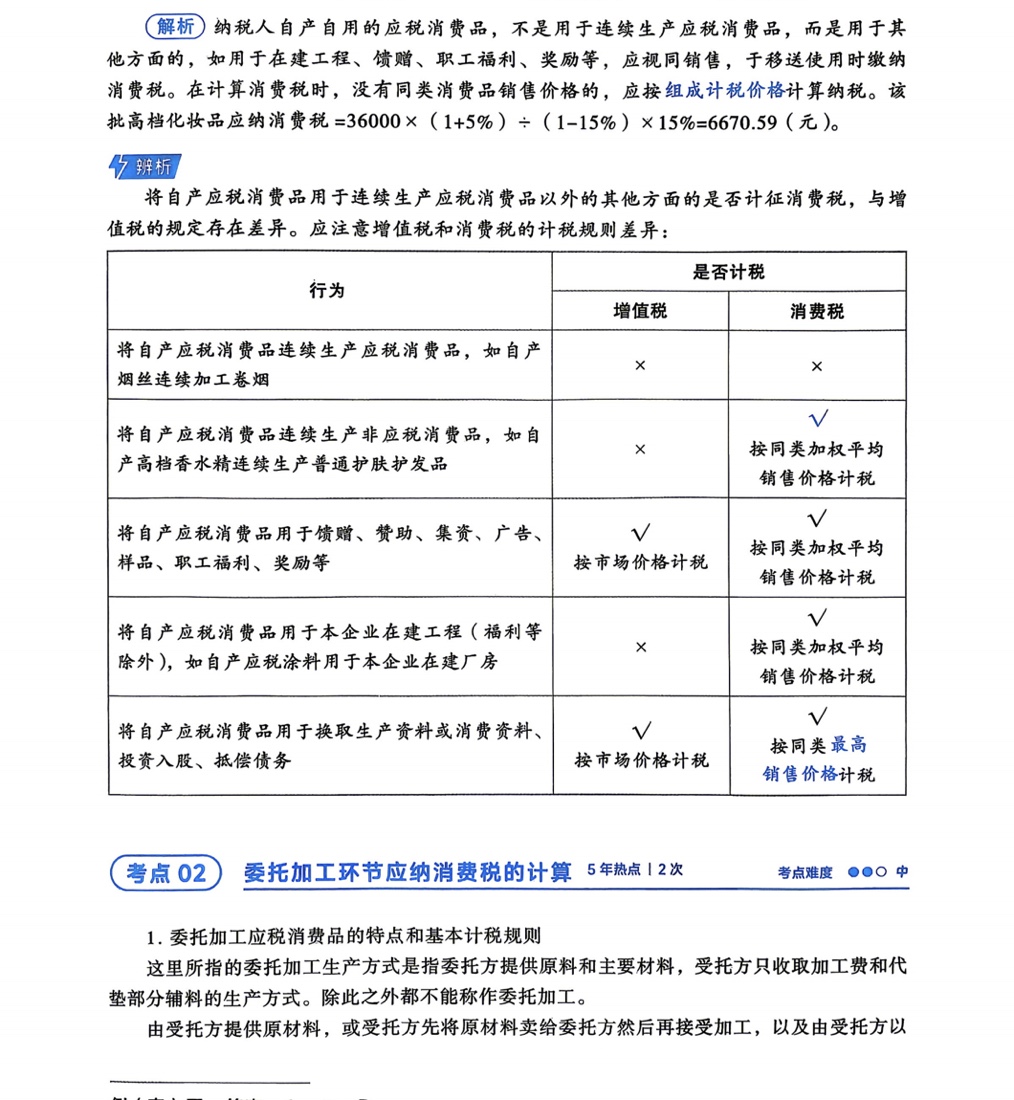 解析 纳税人自产自用的应税消费品，不是用于连续生产应税消费品，而是用于其
他方面的，如用于在建工程、馈赠、职工福利、奖励等，应视同销售，于移送使用时缴纳
消费税。在计算消费税时，没有同类消费品销售价格的，应按组成计税价格计算纳税。该
批高档化妆品应纳消费税=36000×（1+5%）÷（1-15%）×15%=6670.59（元）。
辨析
将自产应税消费品用于连续生产应税消费品以外的其他方面的是否计征消费税，与增
值税的规定存在差异。应注意增值税和消费税的计税规则差异：
行为
是否计税
增值税 消费税
将自产应税消费品连续生产应税消费品，如自产
烟丝连续加工卷烟
× ×
将自产应税消费品连续生产非应税消费品，如自
产高档香水精连续生产普通护肤护发品
×
√
按同类加权平均
销售价格计税
将自产应税消费品用于馈赠、赞助、集资、广告、
样品、职工福利、奖励等
√
按市场价格计税
√
按同类加权平均
销售价格计税
将自产应税消费品用于本企业在建工程（福利等
除外），如自产应税涂料用于本企业在建厂房
×
√
按同类加权平均
销售价格计税
将自产应税消费品用于换取生产资料或消费资料、
投资入股、抵偿债务
√
按市场价格计税
√
按同类最高
销售价格计税
考点 02 委托加工环节应纳消费税的计算 5年热点 | 2次 考点难度 中
1. 委托加工应税消费品的特点和基本计税规则
这里所指的委托加工生产方式是指委托方提供原料和主要材料，受托方只收取加工费和代
垫部分辅料的生产方式。除此之外都不能称作委托加工。
由受托方提供原材料，或受托方先将原材料卖给委托方然后再接受加工，以及由受托方以